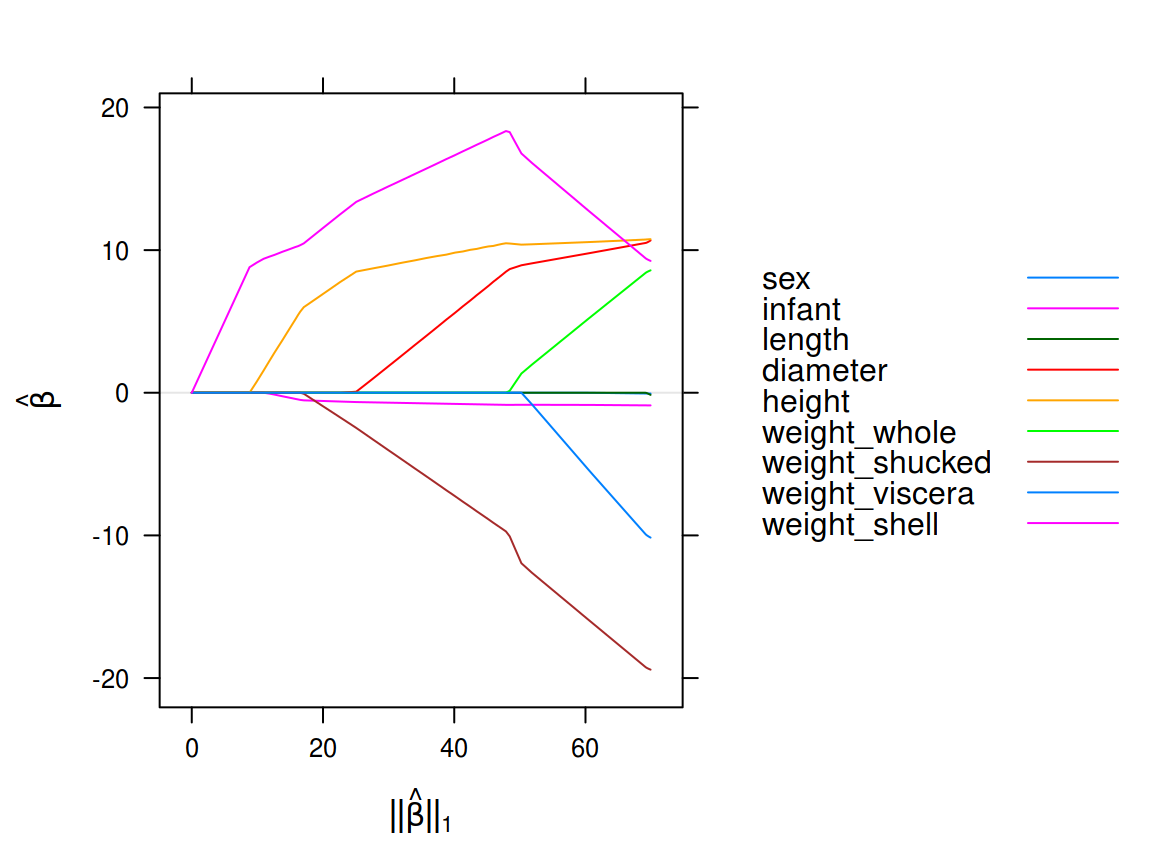 20
10
0
-10
-20
β̂
0 20 40 60
||β̂||₁
sex
infant
length
diameter
height
weight_whole
weight_shucked
weight_viscera
weight_shell